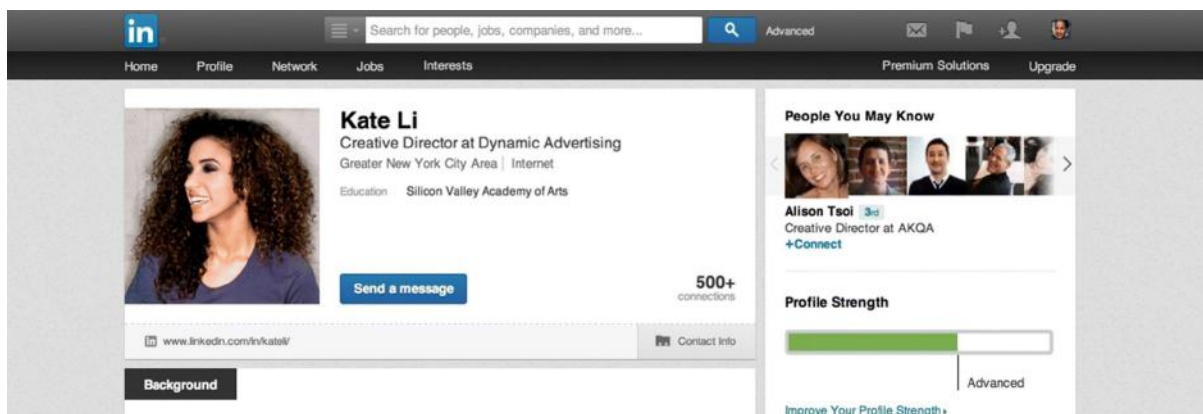 in
Search for people, jobs, companies, and more...
Advanced
Home Profile Network Jobs Interests
Premium Solutions Upgrade
Kate Li
Creative Director at Dynamic Advertising
Greater New York City Area | Internet
Education Silicon Valley Academy of Arts
Send a message
500+
connections
in www.linkedin.com/in/kateli/
Contact Info
Background
People You May Know
Alison Tsoi 3rd
Creative Director at AKQA
+Connect
Profile Strength
Advanced
Improve Your Profile Strength